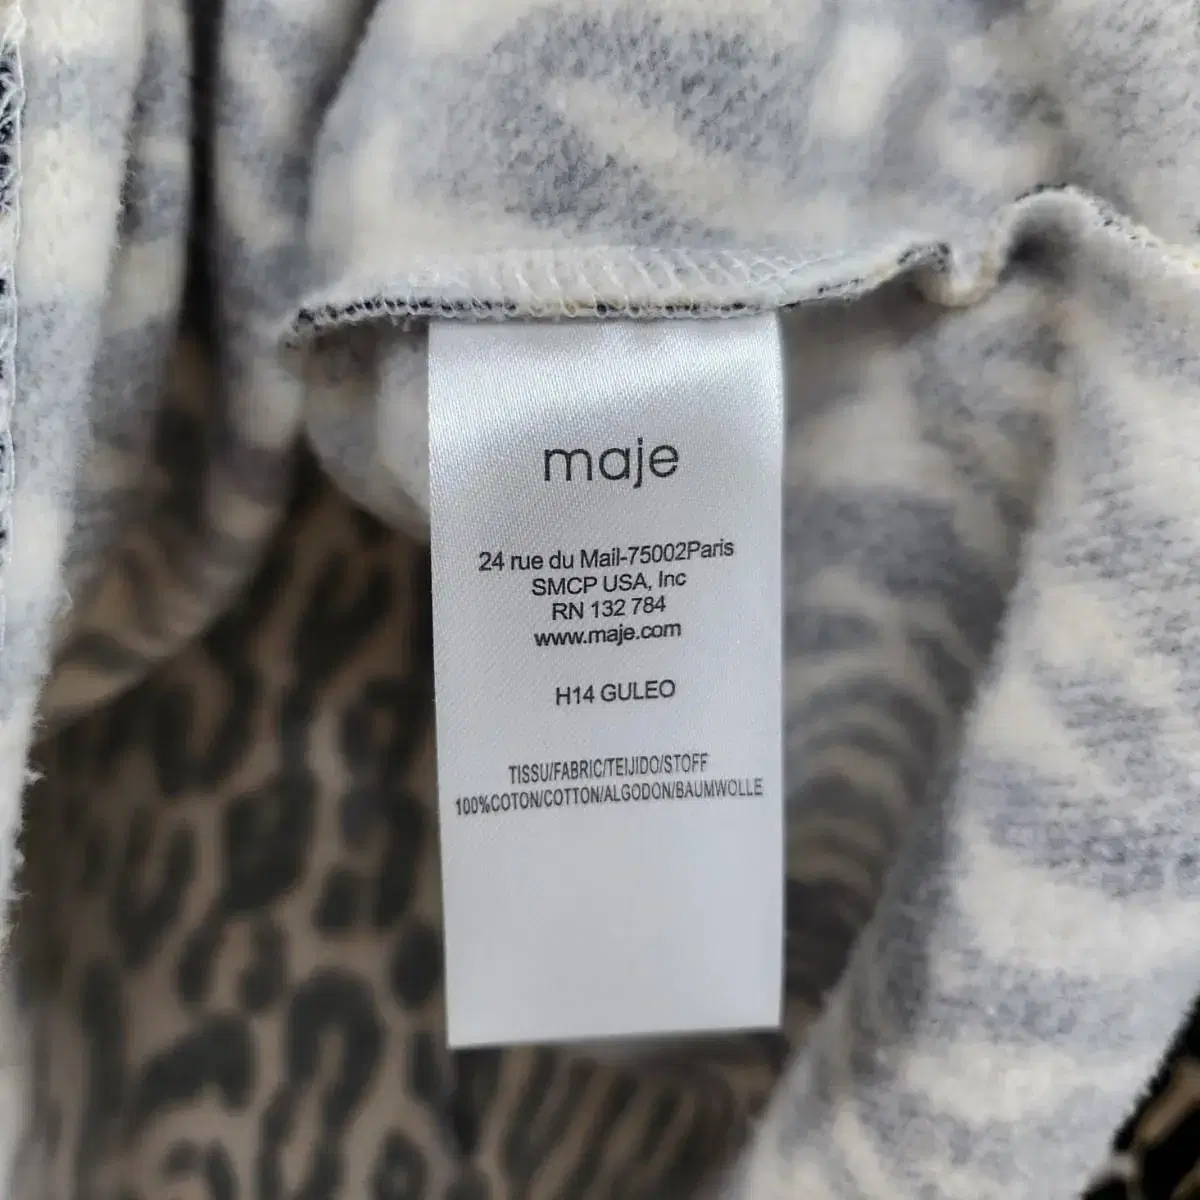 maje
24 rue du Mail-75002Paris
SMCP USA, Inc
RN 132 784
www.maje.com
H14 GULEO
TISSU/FABRIC/TEIJIDO/STOFF
100%COTON/COTTON/ALGODON/BAUMWOLLE